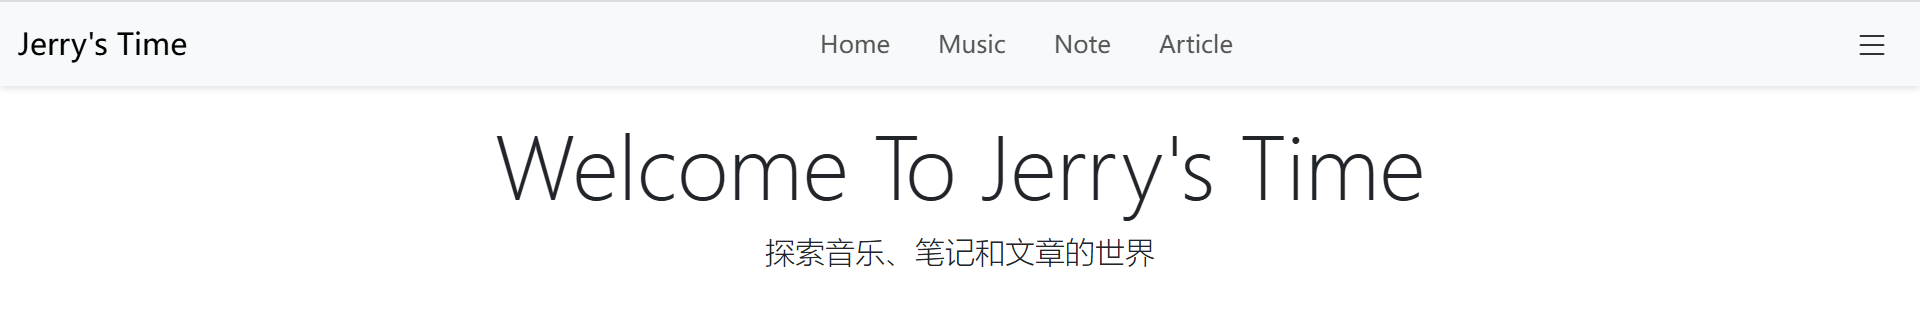 Jerry's Time Home Music Note Article
Welcome To Jerry's Time
探索音乐、笔记和文章的世界